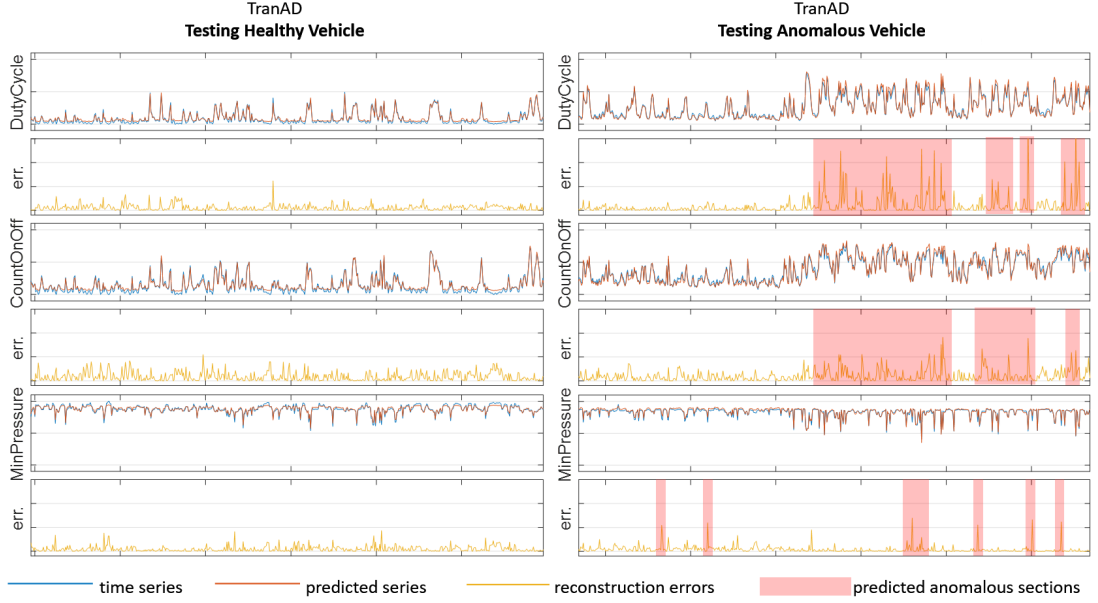 TranAD
Testing Healthy Vehicle
TranAD
Testing Anomalous Vehicle
DutyCycle
err.
CountOnOff
err.
MinPressure
err.
DutyCycle
err.
CountOnOff
err.
MinPressure
err.
time series
predicted series
reconstruction errors
predicted anomalous sections